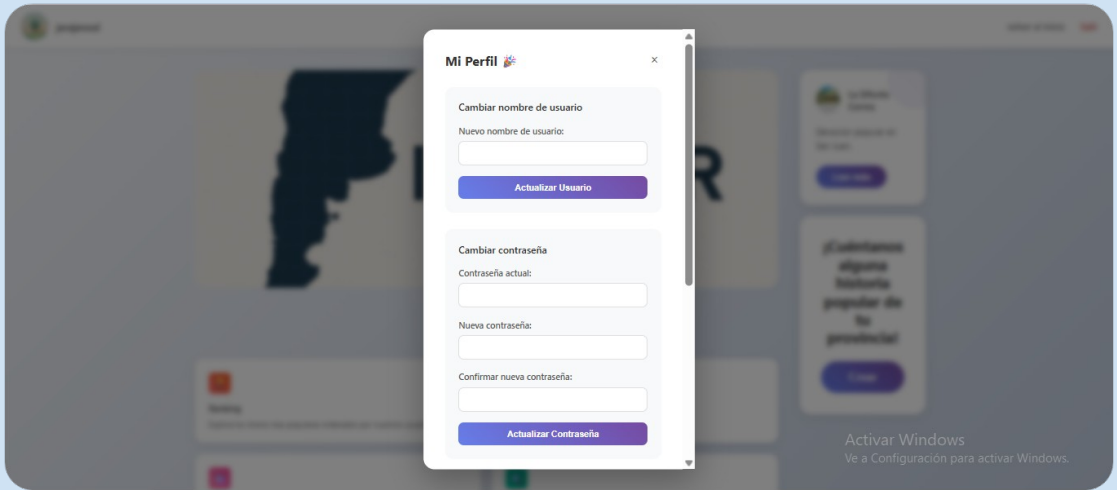 Mi Perfil 🎉
×
Cambiar nombre de usuario
Nuevo nombre de usuario:
Actualizar Usuario
Cambiar contraseña
Contraseña actual:
Nueva contraseña:
Confirmar nueva contraseña:
Actualizar Contraseña
¡Cuéntanos
alguna
historia
popular de
tu
provincia!
Crear
Activar Windows
Ve a Configuración para activar Windows.